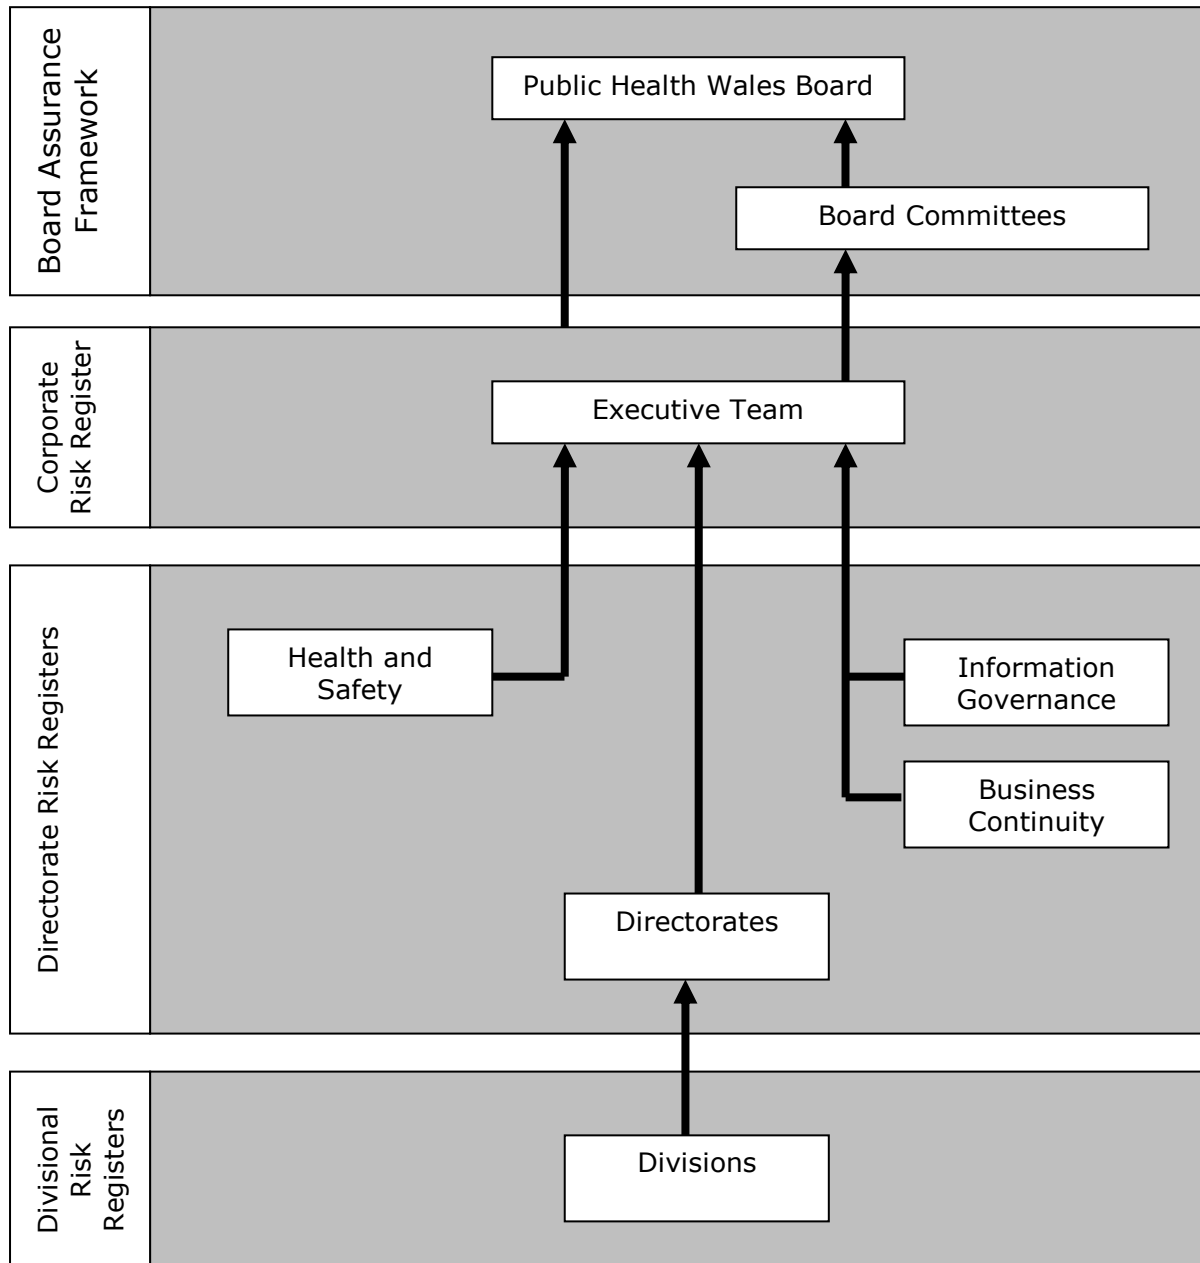 Board Assurance
Framework
Public Health Wales Board
Board Committees
Corporate
Risk Register
Executive Team
Directorate Risk Registers
Health and
Safety
Information
Governance
Business
Continuity
Directorates
Divisional
Risk
Registers
Divisions